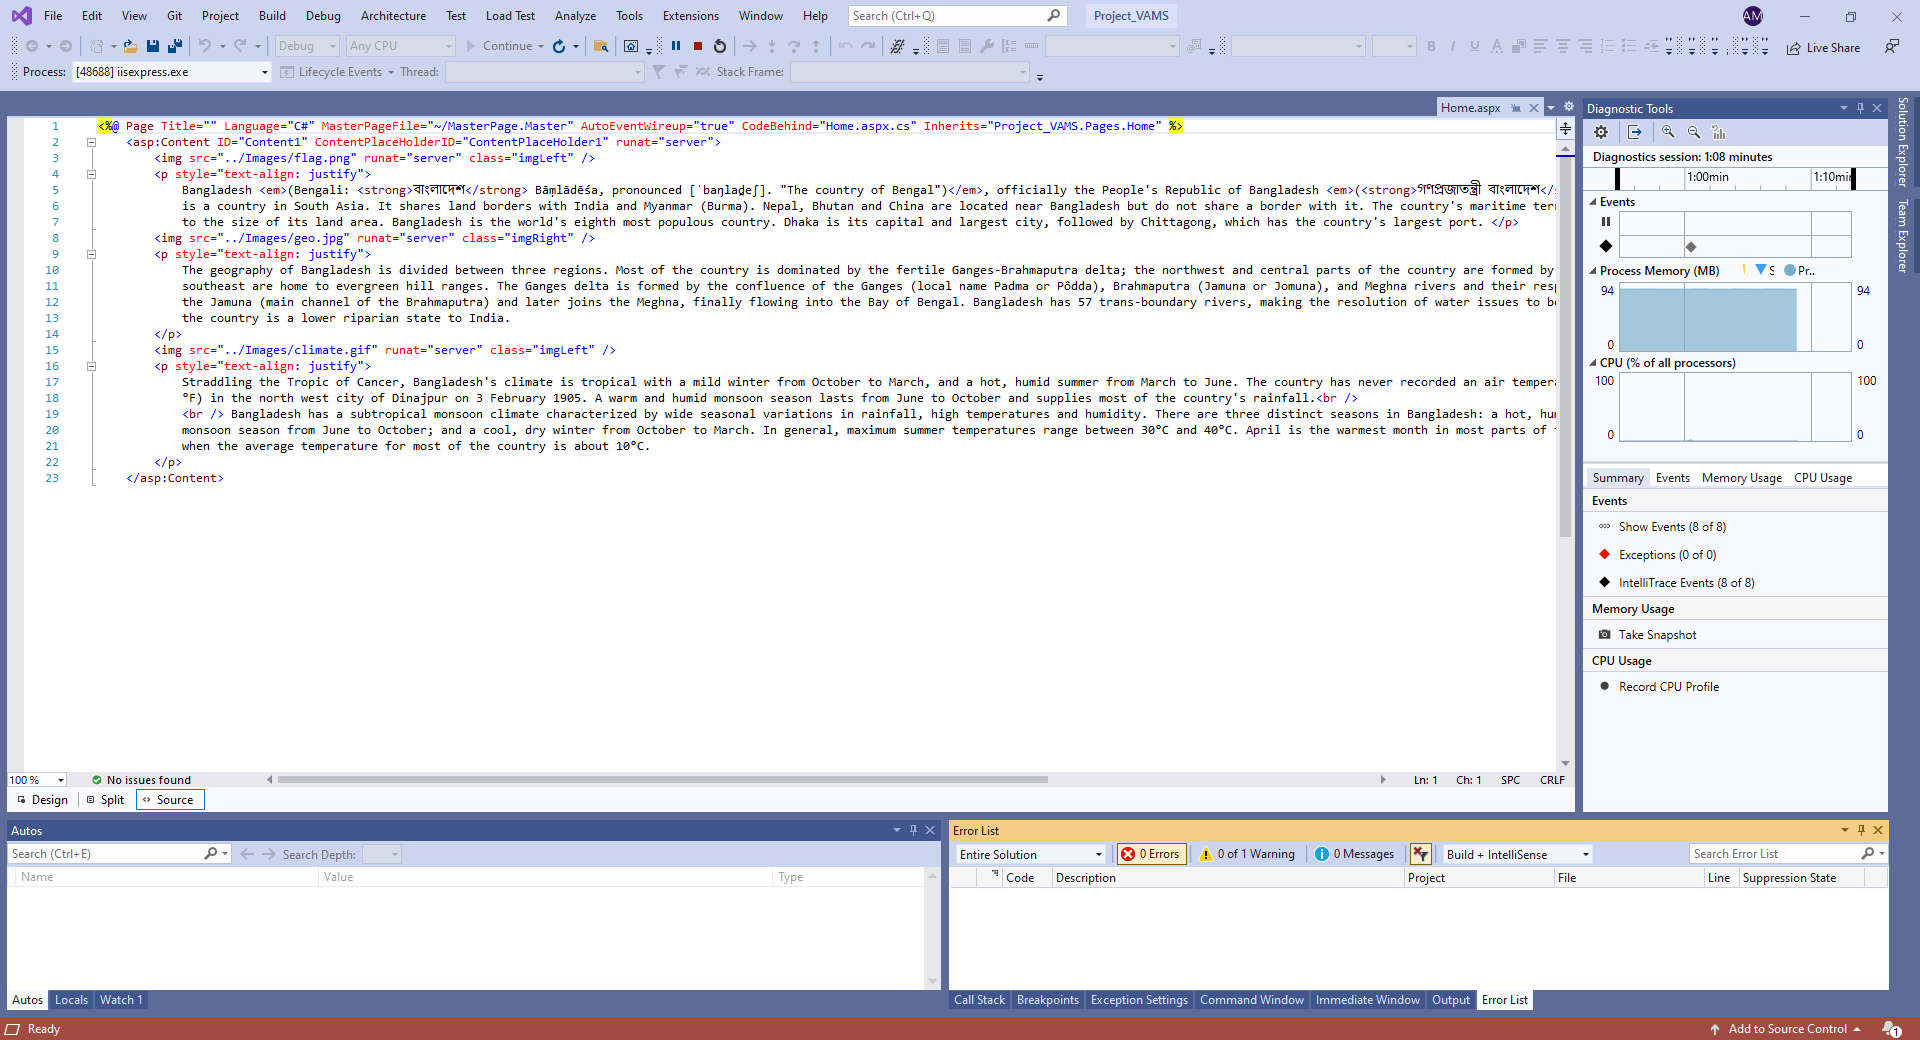 File Edit View Git Project Build Debug Architecture Test Load Test Analyze Tools Extensions Window Help Search (Ctrl+Q) Project_VAMS AM
Debug Any CPU Continue Live Share
Process: [48688] iisexpress.exe Lifecycle Events Thread: Stack Frame:
Home.aspx
1 <%@ Page Title="" Language="C#" MasterPageFile="~/MasterPage.Master" AutoEventWireup="true" CodeBehind="Home.aspx.cs" Inherits="Project_VAMS.Pages.Home" %>
2 <asp:Content ID="Content1" ContentPlaceHolderID="ContentPlaceHolder1" runat="server">
3 <img src="../Images/flag.png" runat="server" class="imgLeft" />
4 <p style="text-align: justify">
5 Bangladesh <em>(Bengali: <strong>বাংলাদেশ</strong> Bāṃlādēśa, pronounced [ˈbaŋlad̪eʃ]. "The country of Bengal")</em>, officially the People's Republic of Bangladesh <em>(<strong>গণপ্রজাতন্ত্রী বাংলাদেশ</
6 is a country in South Asia. It shares land borders with India and Myanmar (Burma). Nepal, Bhutan and China are located near Bangladesh but do not share a border with it. The country's maritime ter
7 to the size of its land area. Bangladesh is the world's eighth most populous country. Dhaka is its capital and largest city, followed by Chittagong, which has the country's largest port. </p>
8 <img src="../Images/geo.jpg" runat="server" class="imgRight" />
9 <p style="text-align: justify">
10 The geography of Bangladesh is divided between three regions. Most of the country is dominated by the fertile Ganges-Brahmaputra delta; the northwest and central parts of the country are formed by
11 southeast are home to evergreen hill ranges. The Ganges delta is formed by the confluence of the Ganges (local name Padma or Pôdda), Brahmaputra (Jamuna or Jomuna), and Meghna rivers and their res
12 the Jamuna (main channel of the Brahmaputra) and later joins the Meghna, finally flowing into the Bay of Bengal. Bangladesh has 57 trans-boundary rivers, making the resolution of water issues to b
13 the country is a lower riparian state to India.
14 </p>
15 <img src="../Images/climate.gif" runat="server" class="imgLeft" />
16 <p style="text-align: justify">
17 Straddling the Tropic of Cancer, Bangladesh's climate is tropical with a mild winter from October to March, and a hot, humid summer from March to June. The country has never recorded an air temper
18 °F) in the north west city of Dinajpur on 3 February 1905. A warm and humid monsoon season lasts from June to October and supplies most of the country's rainfall.<br />
19 <br /> Bangladesh has a subtropical monsoon climate characterized by wide seasonal variations in rainfall, high temperatures and humidity. There are three distinct seasons in Bangladesh: a hot, hu
20 monsoon season from June to October; and a cool, dry winter from October to March. In general, maximum summer temperatures range between 30°C and 40°C. April is the warmest month in most parts of
21 when the average temperature for most of the country is about 10°C.
22 </p>
23 </asp:Content>
100 % No issues found Ln: 1 Ch: 1 SPC CRLF
Design Split Source
Diagnostic Tools
Diagnostics session: 1:08 minutes
1:00min 1:10min
Events
Process Memory (MB) S Pr..
94 94
0 0
CPU (% of all processors)
100 100
0 0
Summary Events Memory Usage CPU Usage
Events
Show Events (8 of 8)
Exceptions (0 of 0)
IntelliTrace Events (8 of 8)
Memory Usage
Take Snapshot
CPU Usage
Record CPU Profile
Solution Explorer
Team Explorer
Autos
Search (Ctrl+E) Search Depth:
Name Value Type
Autos Locals Watch 1
Error List
Entire Solution 0 Errors 0 of 1 Warning 0 Messages Build + IntelliSense Search Error List
Code Description Project File Line Suppression State
Call Stack Breakpoints Exception Settings Command Window Immediate Window Output Error List
Ready Add to Source Control 1